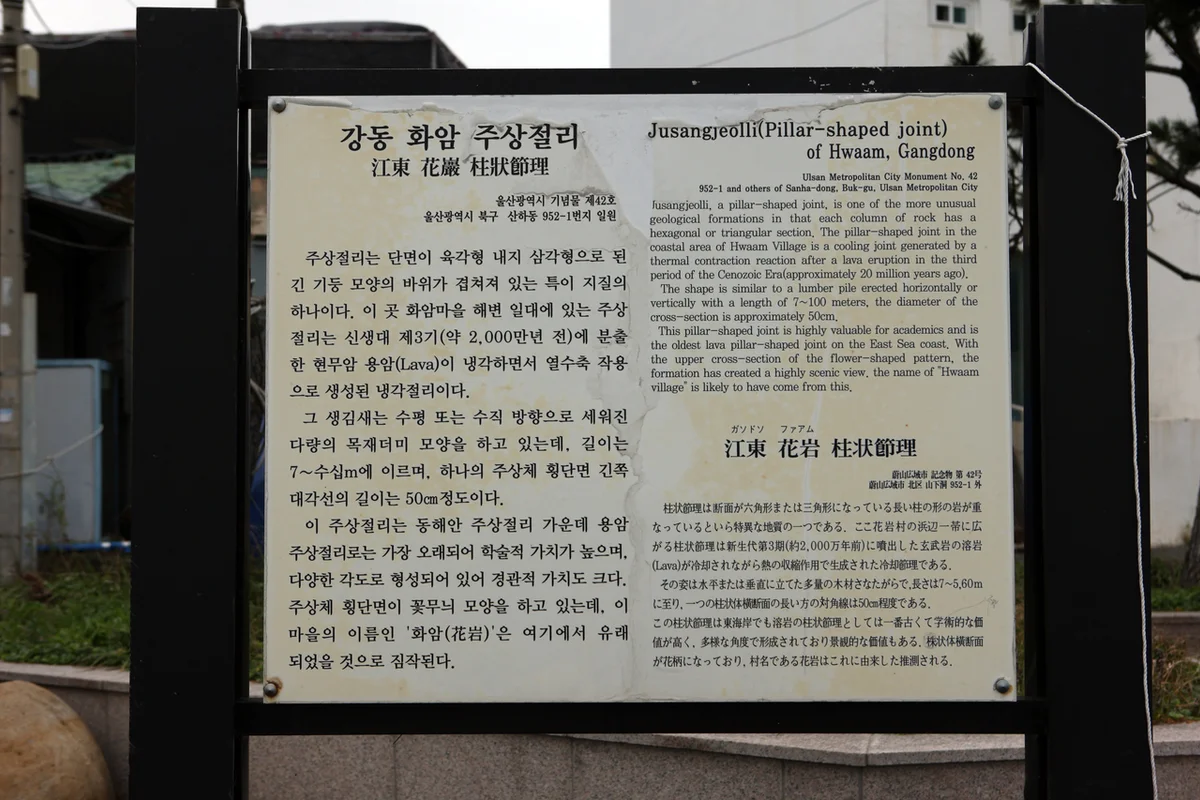 강동 화암 주상절리
江東 花巖 柱狀節理
울산광역시 기념물 제42호
울산광역시 북구 산하동 952-1번지 일원
주상절리는 단면이 육각형 내지 삼각형으로 된
긴 기둥 모양의 바위가 겹쳐져 있는 특이 지질의
하나이다. 이 곳 화암마을 해변 일대에 있는 주상
절리는 신생대 제3기(약 2,000만년 전)에 분출
한 현무암 용암(Lava)이 냉각하면서 열수축 작용
으로 생성된 냉각절리이다.
그 생김새는 수평 또는 수직 방향으로 세워진
다량의 목재더미 모양을 하고 있는데, 길이는
7～수십m에 이르며, 하나의 주상체 횡단면 긴쪽
대각선의 길이는 50㎝정도이다.
이 주상절리는 동해안 주상절리 가운데 용암
주상절리로는 가장 오래되어 학술적 가치가 높으며,
다양한 각도로 형성되어 있어 경관적 가치도 크다.
주상체 횡단면이 꽃무늬 모양을 하고 있는데, 이
마을의 이름인 '화암(花岩)'은 여기에서 유래
되었을 것으로 짐작된다.
Jusangjeolli(Pillar-shaped joint)
of Hwaam, Gangdong
Ulsan Metropolitan City Monument No. 42
952-1 and others of Sanha-dong, Buk-gu, Ulsan Metropolitan City
Jusangjeolli, a pillar-shaped joint, is one of the more unusual
geological formations in that each column of rock has a
hexagonal or triangular section. The pillar-shaped joint in the
coastal area of Hwaam Village is a cooling joint generated by a
thermal contraction reaction after a lava eruption in the third
period of the Cenozoic Era(approximately 20 million years ago).
The shape is similar to a lumber pile erected horizontally or
vertically with a length of 7~100 meters, the diameter of the
cross-section is approximately 50cm.
This pillar-shaped joint is highly valuable for academics and is
the oldest lava pillar-shaped joint on the East Sea coast. With
the upper cross-section of the flower-shaped pattern, the
formation has created a highly scenic view, the name of "Hwaam
village" is likely to have come from this.
ガソドソ ファアム
江東 花岩 柱状節理
蔚山広域市 記念物 第 42号
蔚山広域市 北区 山下洞 952-1 外
柱状節理は断面が六角形または三角形になっている長い柱の形の岩が重
なっているといら特異な地質の一つである. ここ花岩村の浜辺一帯に広
がる柱状節理は新生代第3期(約2,000万年前)に噴出した玄武岩の溶岩
(Lava)が冷却されながら熱の収縮作用で生成された冷却節理である.
その姿は水平または垂直に立てた多量の木材さながらで,長さは7~5,60m
に至り, 一つの柱状体横断面の長い方の対角線は50cm程度である.
この柱状節理は東海岸でも溶岩の柱状節理としては一番古くて学術的な価
値が高く, 多様な角度で形成されており景観的な価値もある. 株状体横断面
が花柄になっており, 村名である花岩はこれに由来した推測される.